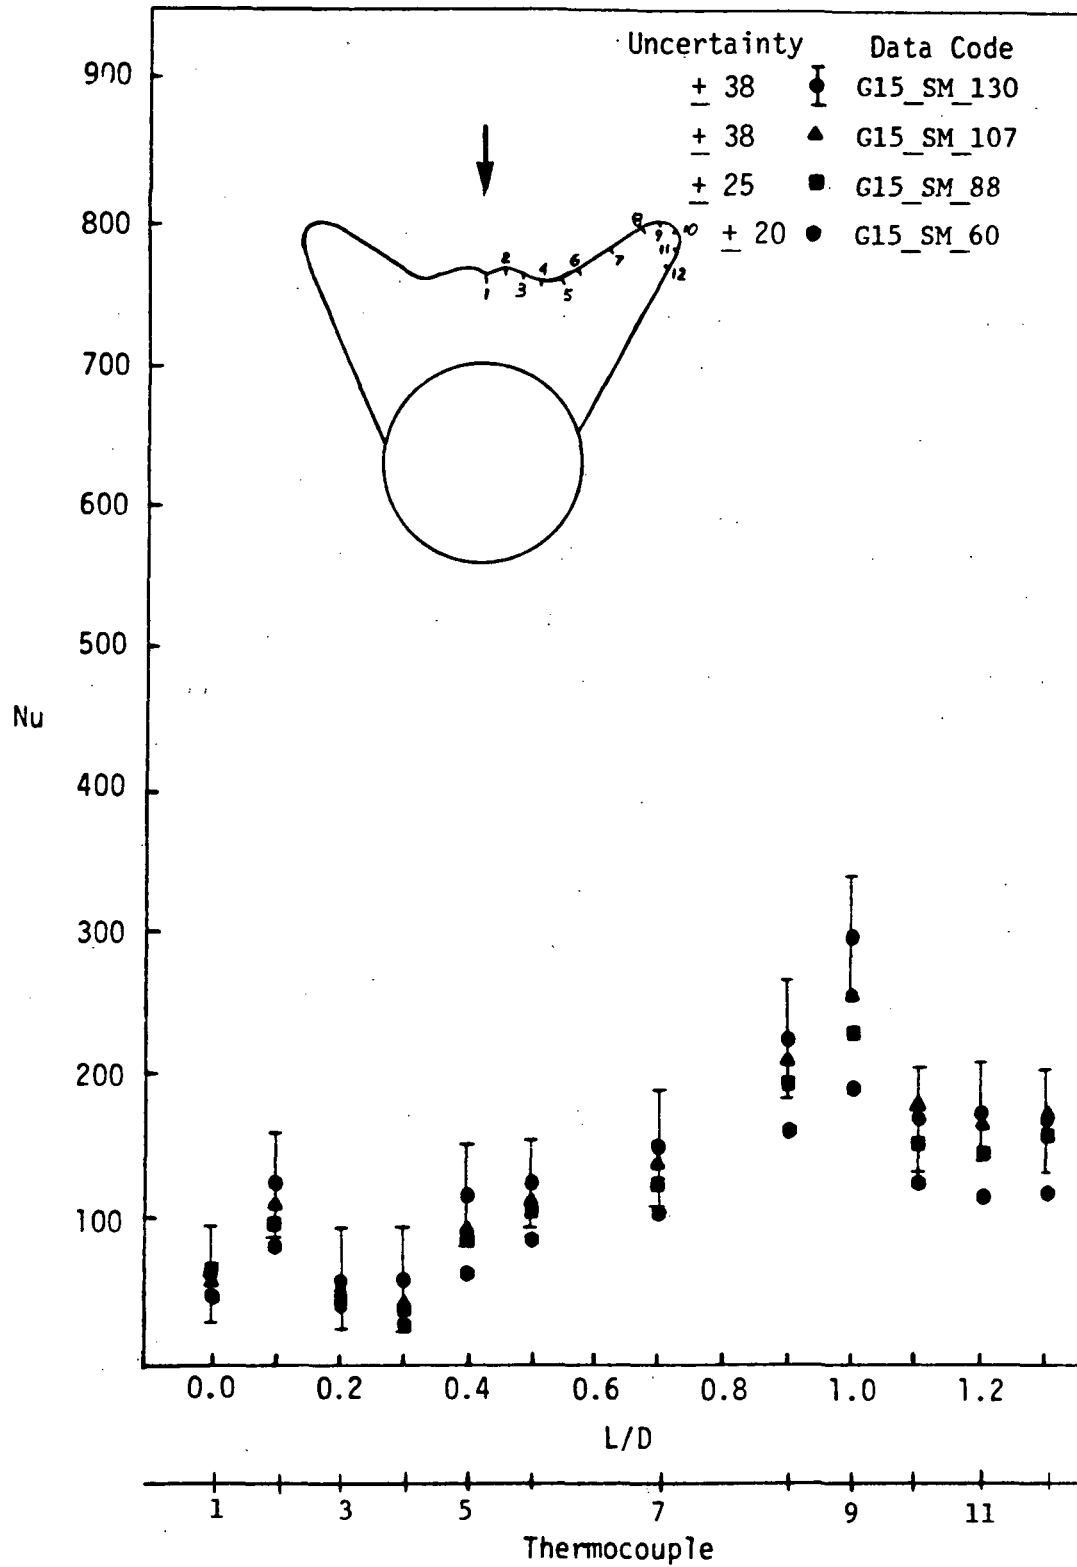 Uncertainty Data Code
± 38 G15_SM_130
± 38 G15_SM_107
± 25 G15_SM_88
± 20 G15_SM_60
900
800
700
600
500
400
300
200
100
Nu
1
2
3
4
5
6
7
8
9
10
11
12
0.0 0.2 0.4 0.6 0.8 1.0 1.2
L/D
1 3 5 7 9 11
Thermocouple